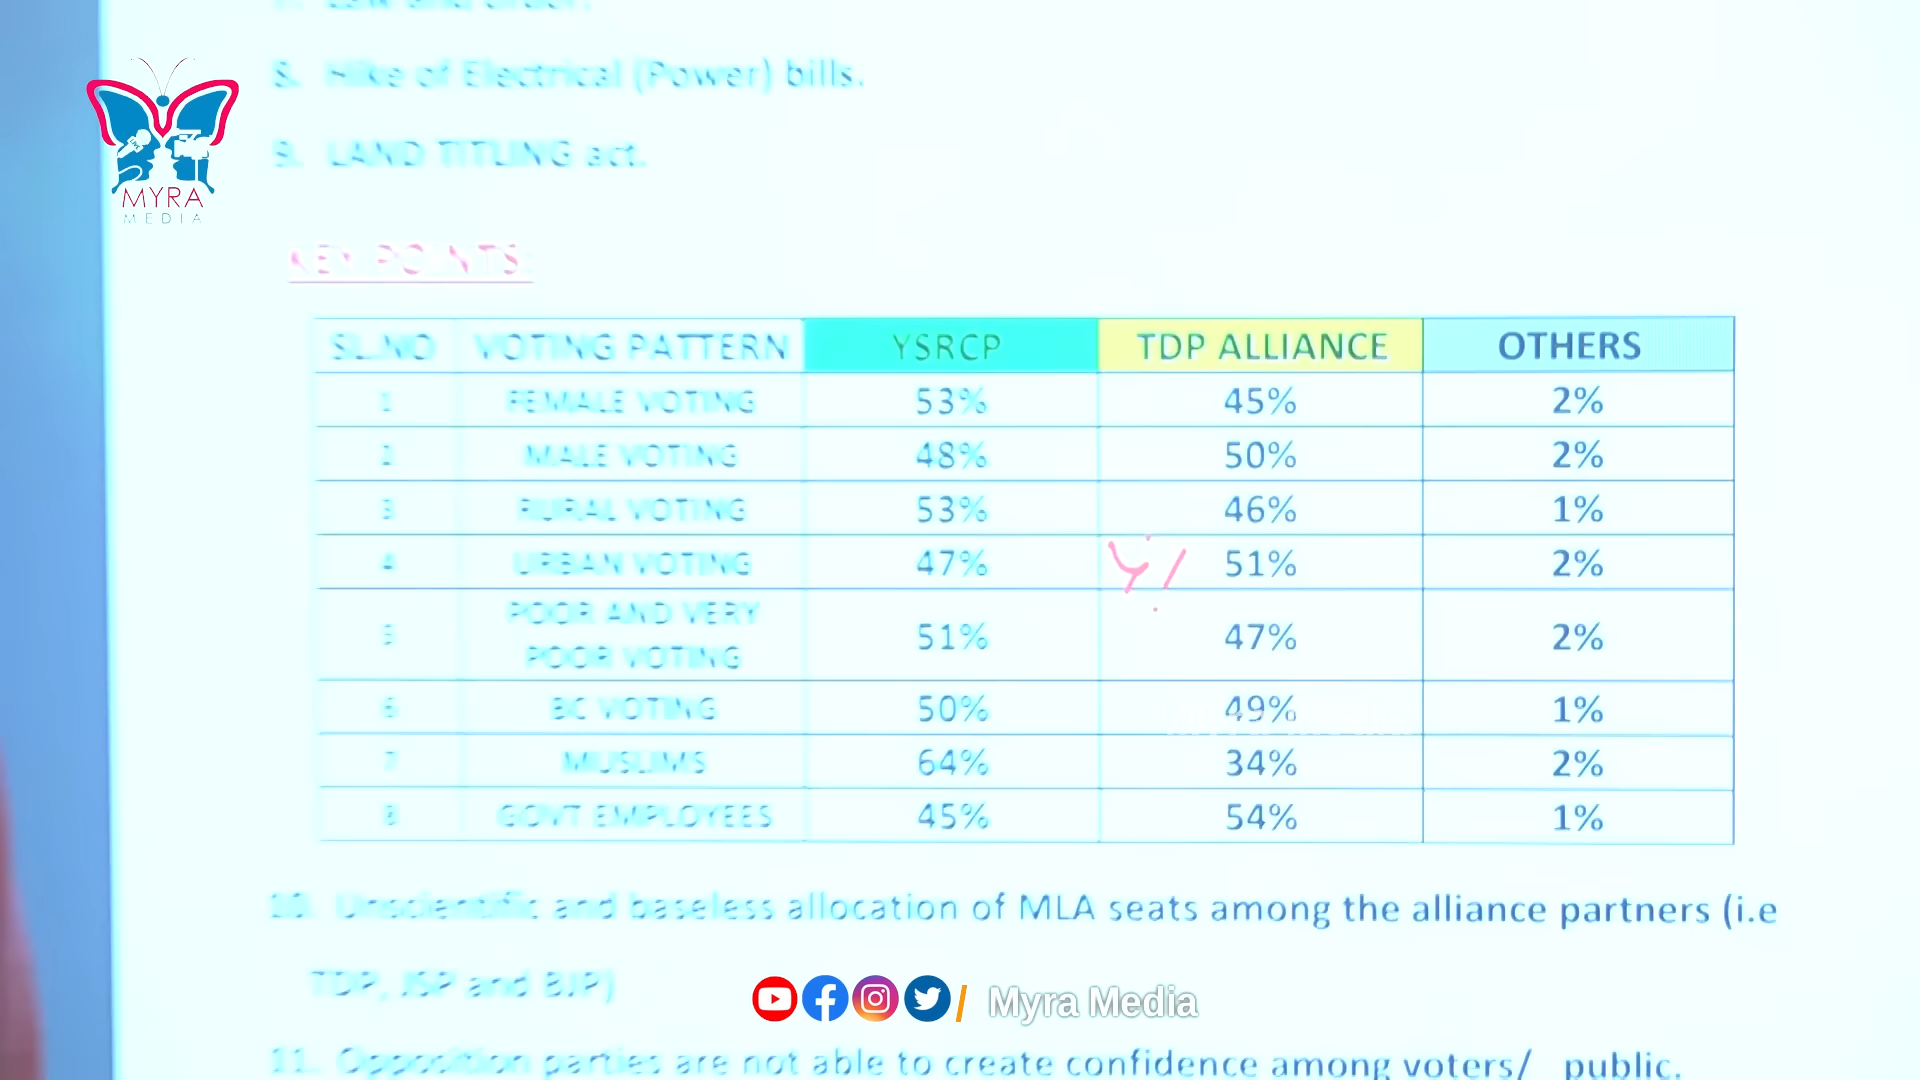 7. Law and order.
8. Hike of Electrical (Power) bills.
9. LAND TITLING act.
MYRA
MEDIA
KEY POINTS:
SL.NO VOTING PATTERN YSRCP TDP ALLIANCE OTHERS
1 FEMALE VOTING 53% 45% 2%
2 MALE VOTING 48% 50% 2%
3 RURAL VOTING 53% 46% 1%
4 URBAN VOTING 47% 51% 2%
5 POOR AND VERY POOR VOTING 51% 47% 2%
6 BC VOTING 50% 49% 1%
7 MUSLIMS 64% 34% 2%
8 GOVT EMPLOYEES 45% 54% 1%
10. Unscientific and baseless allocation of MLA seats among the alliance partners (i.e
TDP, JSP and BJP)
/ Myra Media
11. Opposition parties are not able to create confidence among voters/ public.